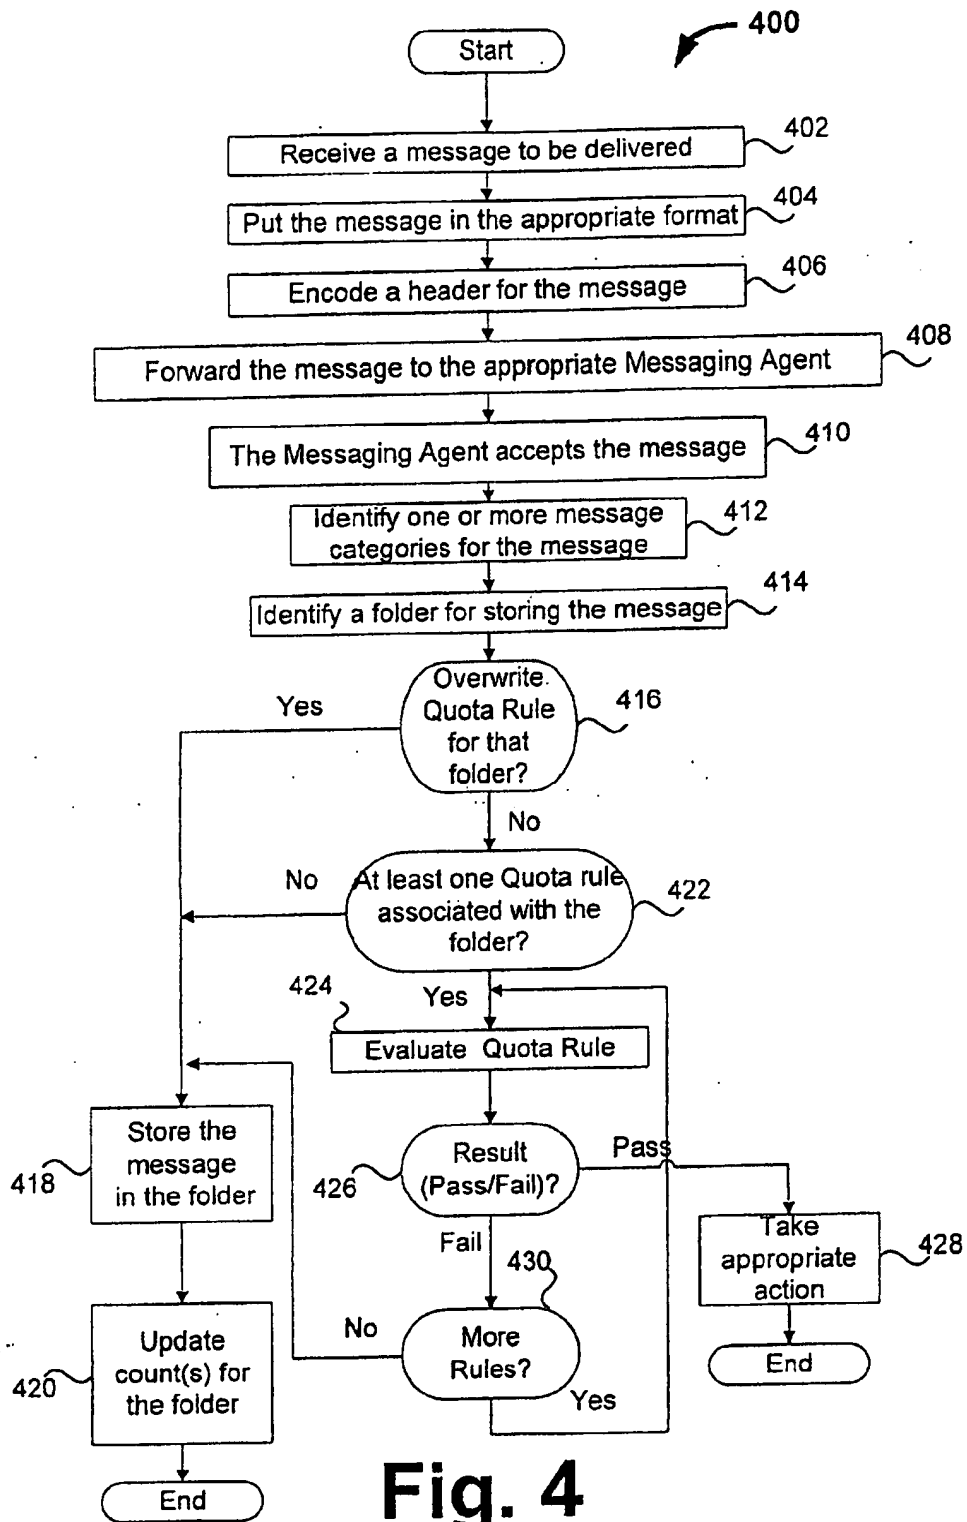 400
Start
402
Receive a message to be delivered
404
Put the message in the appropriate format
406
Encode a header for the message
408
Forward the message to the appropriate Messaging Agent
410
The Messaging Agent accepts the message
412
Identify one or more message
categories for the message
414
Identify a folder for storing the message
Overwrite
Quota Rule
for that
folder?
416
Yes
No
At least one Quota rule
associated with the
folder?
422
No
Yes
424
Evaluate Quota Rule
Result
(Pass/Fail)?
426
Pass
Fail
Store the
message
in the folder
418
Take
appropriate
action
428
430
More
Rules?
No
Yes
End
Update
count(s) for
the folder
420
End
Fig. 4